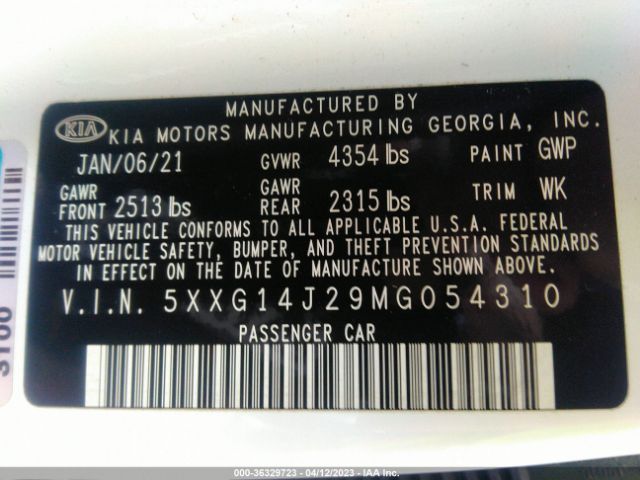 MANUFACTURED BY
KIA KIA MOTORS MANUFACTURING GEORGIA, INC.
JAN/06/21 GVWR 4354 lbs PAINT GWP
GAWR FRONT 2513 lbs GAWR REAR 2315 lbs TRIM WK
THIS VEHICLE CONFORMS TO ALL APPLICABLE U.S.A. FEDERAL
MOTOR VEHICLE SAFETY, BUMPER, AND THEFT PREVENTION STANDARDS
IN EFFECT ON THE DATE OF MANUFACTURE SHOWN ABOVE.
V.I.N. 5XXG14J29MG054310
PASSENGER CAR
3100
000-36329723 - 04/12/2023 - IAA Inc.